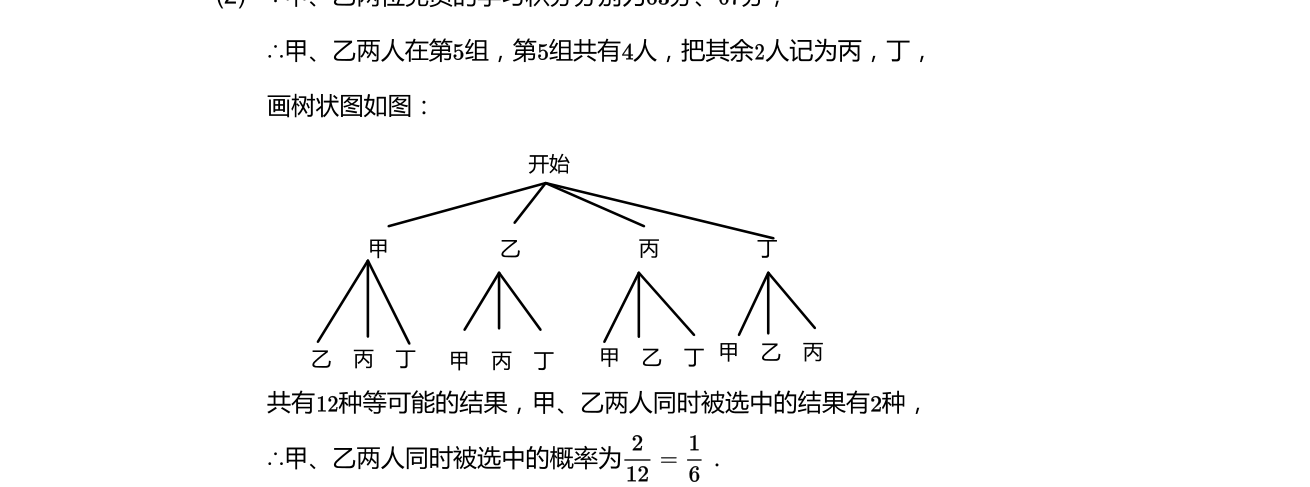 ∴甲、乙两人在第5组，第5组共有4人，把其余2人记为丙，丁，
画树状图如图：
开始
甲 乙 丙 丁
乙 丙 丁 甲 丙 丁 甲 乙 丁 甲 乙 丙
共有12种等可能的结果，甲、乙两人同时被选中的结果有2种，
∴甲、乙两人同时被选中的概率为2/12 = 1/6．